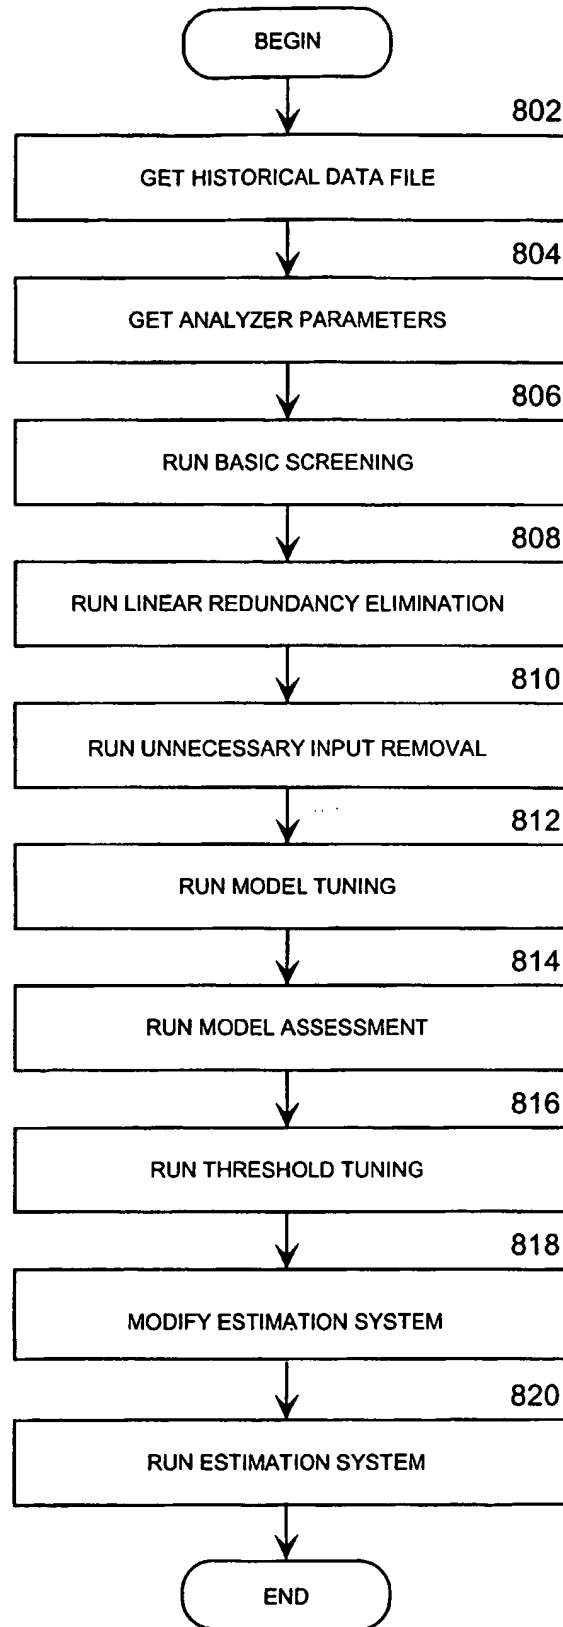 BEGIN
802
GET HISTORICAL DATA FILE
804
GET ANALYZER PARAMETERS
806
RUN BASIC SCREENING
808
RUN LINEAR REDUNDANCY ELIMINATION
810
RUN UNNECESSARY INPUT REMOVAL
812
RUN MODEL TUNING
814
RUN MODEL ASSESSMENT
816
RUN THRESHOLD TUNING
818
MODIFY ESTIMATION SYSTEM
820
RUN ESTIMATION SYSTEM
END